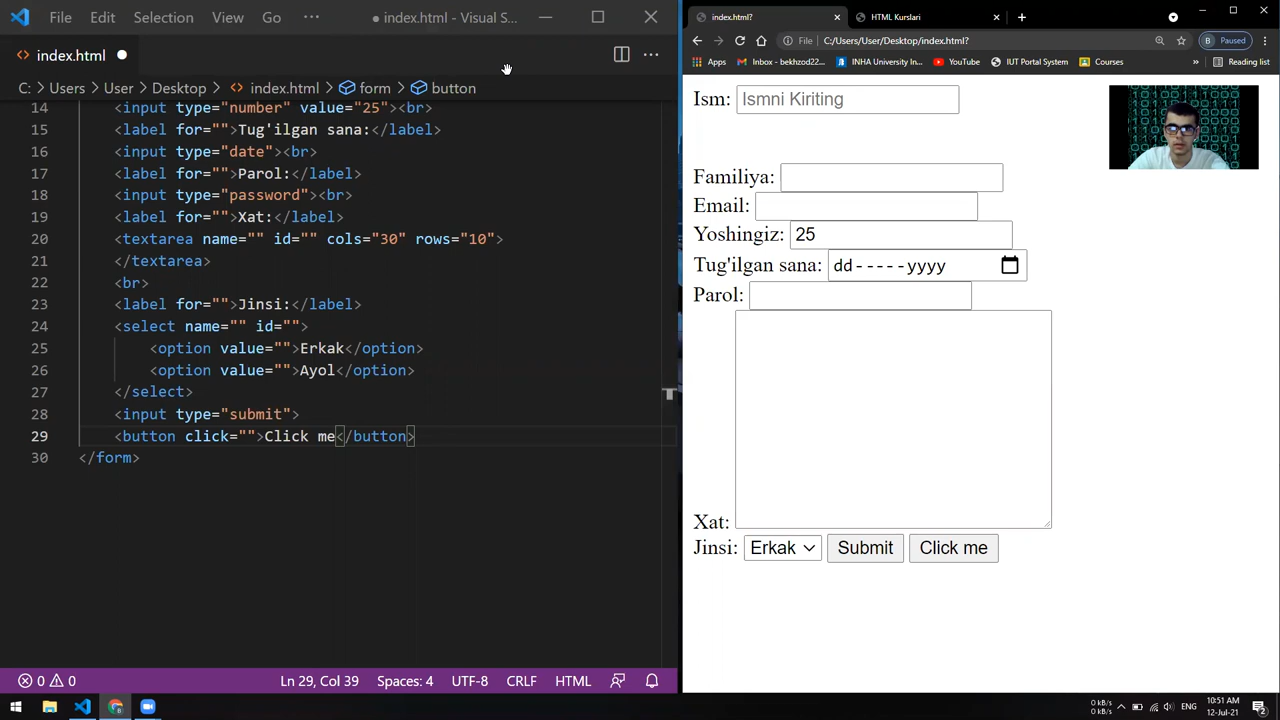 File Edit Selection View Go ··· ● index.html - Visual S...
<> index.html ●
C: > Users > User > Desktop > <> index.html > form > button
14 <input type="number" value="25"><br>
15 <label for="">Tug'ilgan sana:</label>
16 <input type="date"><br>
17 <label for="">Parol:</label>
18 <input type="password"><br>
19 <label for="">Xat:</label>
20 <textarea name="" id="" cols="30" rows="10">
21 </textarea>
22 <br>
23 <label for="">Jinsi:</label>
24 <select name="" id="">
25 <option value="">Erkak</option>
26 <option value="">Ayol</option>
27 </select>
28 <input type="submit">
29 <button click="">Click me</button>
30 </form>
0 0 Ln 29, Col 39 Spaces: 4 UTF-8 CRLF HTML
index.html? HTML Kurslari
File C:/Users/User/Desktop/index.html? B Paused
Apps Inbox - bekhzod22... INHA University In... YouTube IUT Portal System Courses Reading list
Ism: Ismni Kiriting
Familiya:
Email:
Yoshingiz: 25
Tug'ilgan sana: dd-----yyyy
Parol:
Xat:
Jinsi: Erkak Submit Click me
0 kB/s
0 kB/s
10:51 AM
12-Jul-21
2